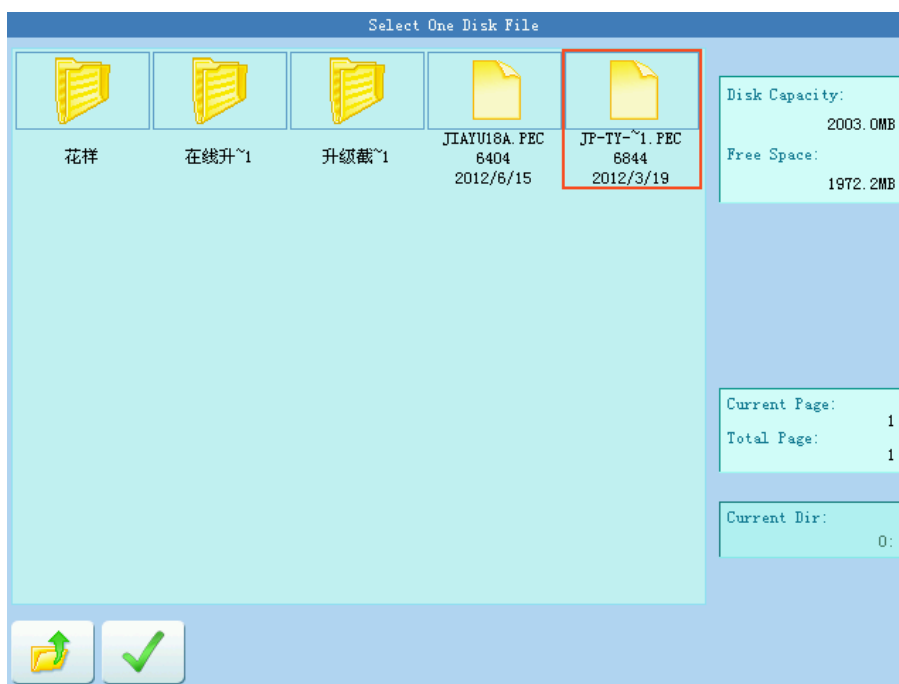 Select One Disk File
花样
在线升~1
升级截~1
JIAYU18A.PEC
6404
2012/6/15
JP-TY-~1.PEC
6844
2012/3/19
Disk Capacity:
2003.0MB
Free Space:
1972.2MB
Current Page:
1
Total Page:
1
Current Dir:
0: